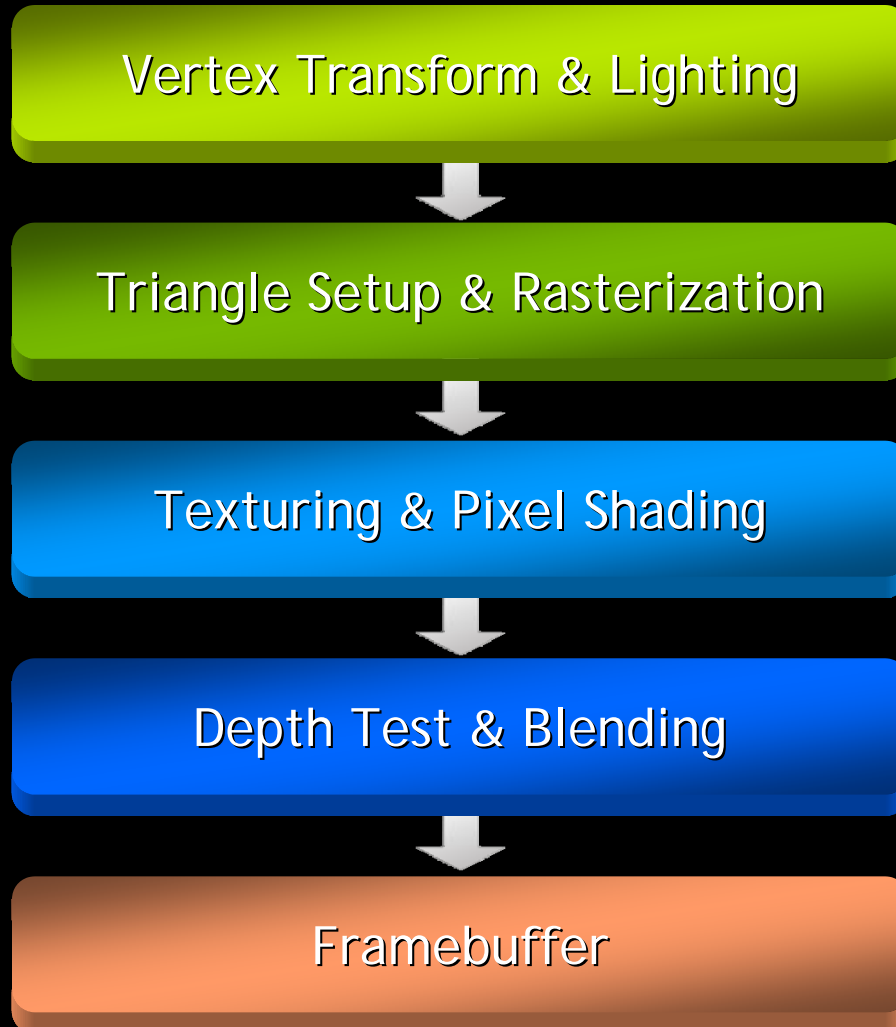 Vertex Transform & Lighting
Triangle Setup & Rasterization
Texturing & Pixel Shading
Depth Test & Blending
Framebuffer